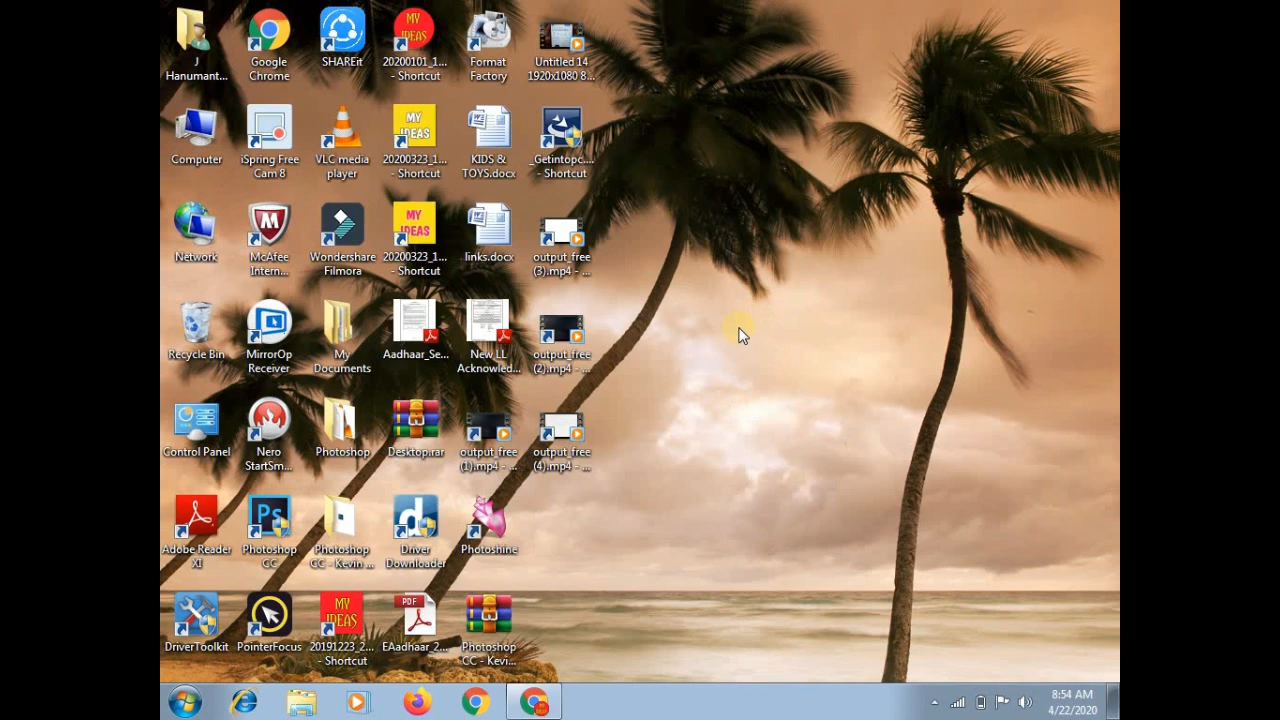 J
Hanumant...
Google
Chrome
SHAREit
MY
IDEAS
20200101_1...
- Shortcut
Format
Factory
Untitled 14
1920x1080 8...
Computer
iSpring Free
Cam 8
VLC media
player
MY
IDEAS
20200323_1...
- Shortcut
KIDS &
TOYS.docx
_Getintopc....
- Shortcut
Network
McAfee
Intern...
Wondershare
Filmora
MY
IDEAS
20200323_1...
- Shortcut
links.docx
output_free
(3).mp4 - ...
Recycle Bin
MirrorOp
Receiver
My
Documents
Aadhaar_Se...
New LL
Acknowled...
output_free
(2).mp4 - ...
Control Panel
Nero
StartSm...
Photoshop
Desktop.rar
output_free
(1).mp4 - ...
output_free
(4).mp4 - ...
Adobe Reader
XI
Ps
Photoshop
CC
Photoshop
CC - Kevin ...
d
Driver
Downloader
Photoshine
DriverToolkit
PointerFocus
MY
IDEAS
20191223_2...
- Shortcut
PDF
EAadhaar_2...
Photoshop
CC - Kevi...
8:54 AM
4/22/2020